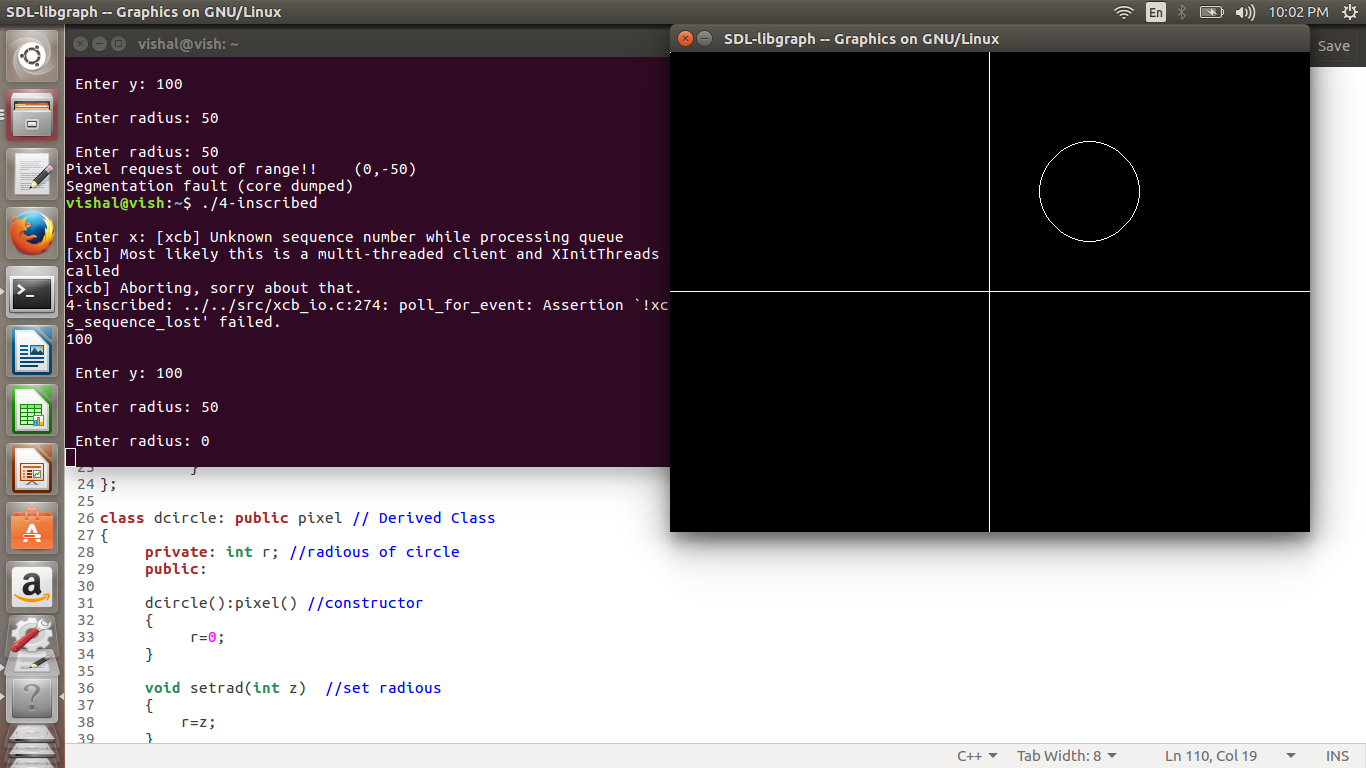 SDL-libgraph -- Graphics on GNU/Linux
En
10:02 PM
vishal@vish: ~
SDL-libgraph -- Graphics on GNU/Linux
Save
Enter y: 100
Enter radius: 50
Enter radius: 50
Pixel request out of range!! (0,-50)
Segmentation fault (core dumped)
vishal@vish:~$ ./4-inscribed
Enter x: [xcb] Unknown sequence number while processing queue
[xcb] Most likely this is a multi-threaded client and XInitThreads
called
[xcb] Aborting, sorry about that.
4-inscribed: ../../src/xcb_io.c:274: poll_for_event: Assertion `!xc
s_sequence_lost' failed.
100
Enter y: 100
Enter radius: 50
Enter radius: 0
23 }
24 };
25
26 class dcircle: public pixel // Derived Class
27 {
28 private: int r; //radious of circle
29 public:
30
31 dcircle():pixel() //constructor
32 {
33 r=0;
34 }
35
36 void setrad(int z) //set radious
37 {
38 r=z;
39 }
C++ Tab Width: 8 Ln 110, Col 19 INS